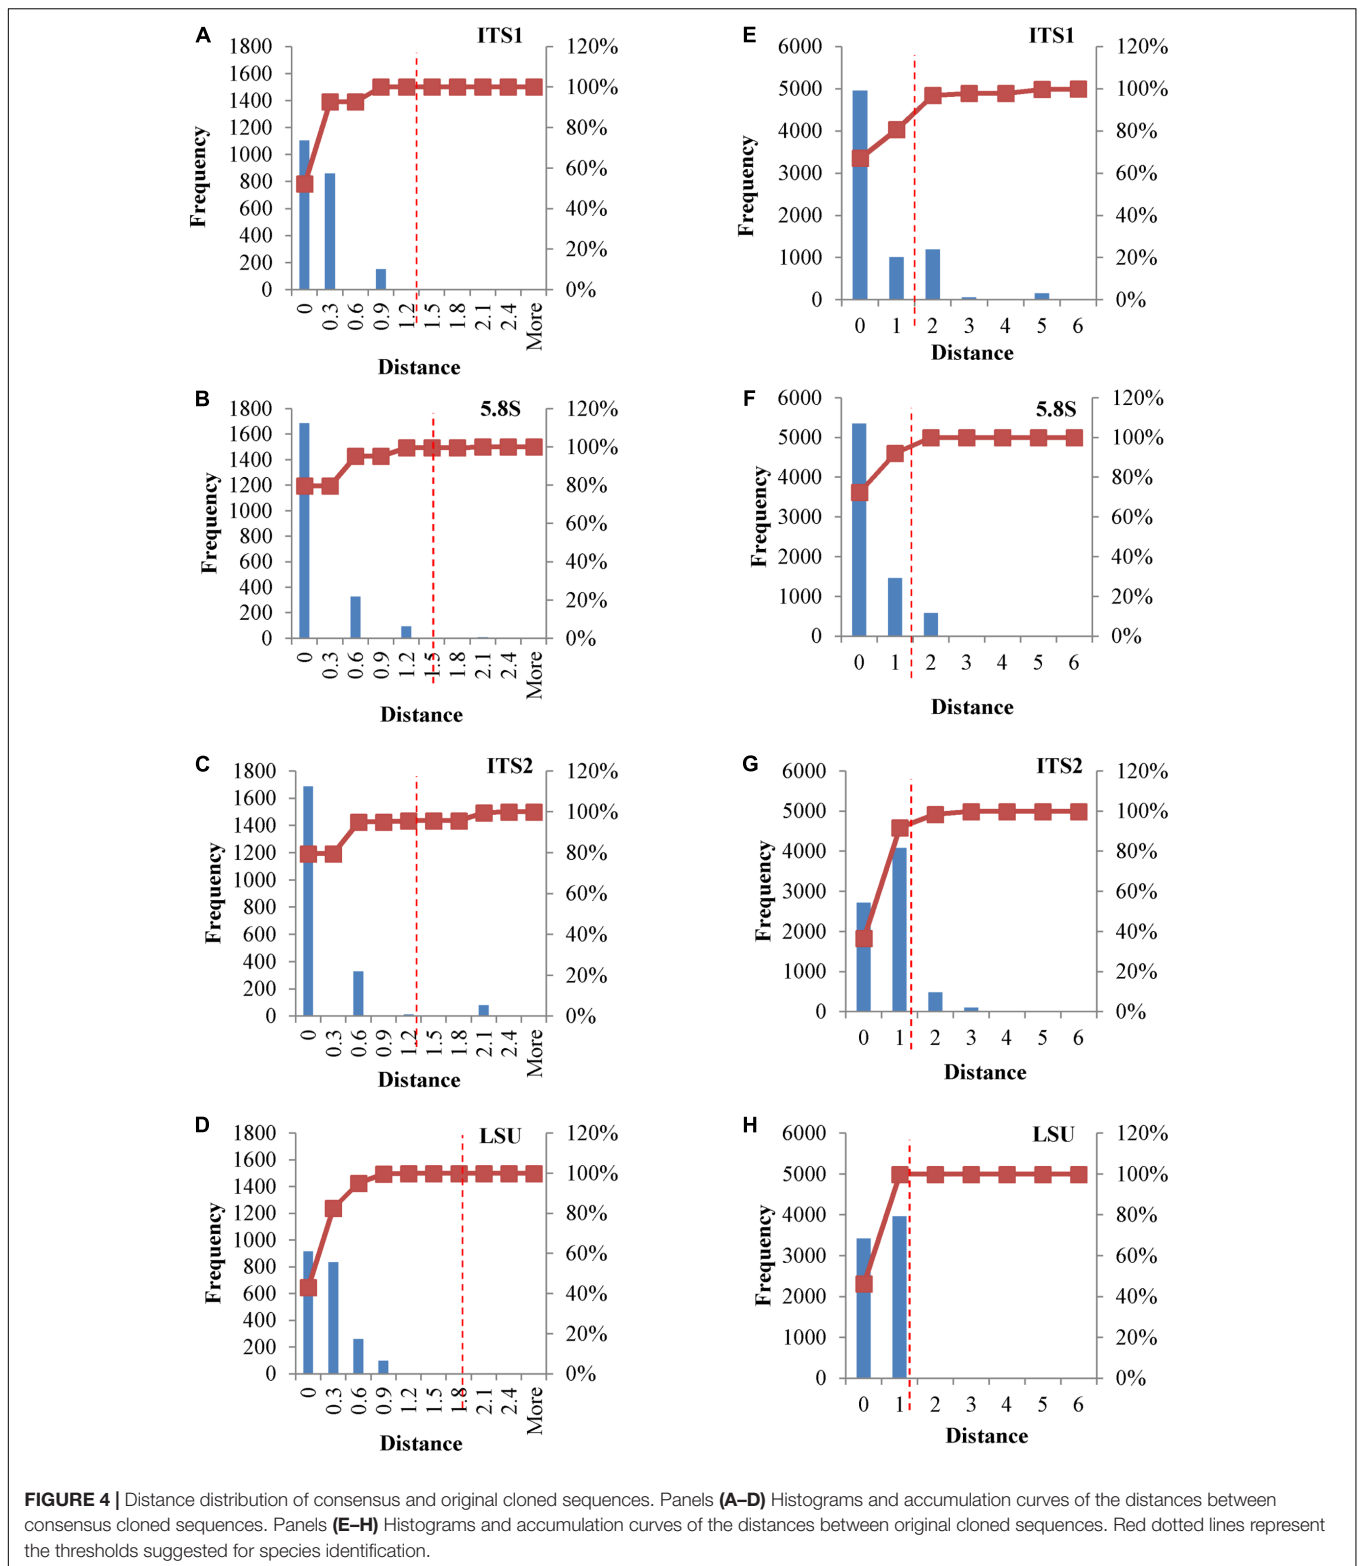 A
ITS1
1800
1600
1400
1200
1000
800
600
400
200
0
120%
100%
80%
60%
40%
20%
0%
Frequency
0 0.3 0.6 0.9 1.2 1.5 1.8 2.1 2.4 More
Distance
E
ITS1
6000
5000
4000
3000
2000
1000
0
120%
100%
80%
60%
40%
20%
0%
Frequency
0 1 2 3 4 5 6
Distance
B
5.8S
1800
1600
1400
1200
1000
800
600
400
200
0
120%
100%
80%
60%
40%
20%
0%
Frequency
0 0.3 0.6 0.9 1.2 1.5 1.8 2.1 2.4 More
Distance
F
5.8S
6000
5000
4000
3000
2000
1000
0
120%
100%
80%
60%
40%
20%
0%
Frequency
0 1 2 3 4 5 6
Distance
C
ITS2
1800
1600
1400
1200
1000
800
600
400
200
0
120%
100%
80%
60%
40%
20%
0%
Frequency
0 0.3 0.6 0.9 1.2 1.5 1.8 2.1 2.4 More
Distance
G
ITS2
6000
5000
4000
3000
2000
1000
0
120%
100%
80%
60%
40%
20%
0%
Frequency
0 1 2 3 4 5 6
Distance
D
LSU
1800
1600
1400
1200
1000
800
600
400
200
0
120%
100%
80%
60%
40%
20%
0%
Frequency
0 0.3 0.6 0.9 1.2 1.5 1.8 2.1 2.4 More
Distance
H
LSU
6000
5000
4000
3000
2000
1000
0
120%
100%
80%
60%
40%
20%
0%
Frequency
0 1 2 3 4 5 6
Distance
FIGURE 4 | Distance distribution of consensus and original cloned sequences. Panels (A–D) Histograms and accumulation curves of the distances between
consensus cloned sequences. Panels (E–H) Histograms and accumulation curves of the distances between original cloned sequences. Red dotted lines represent
the thresholds suggested for species identification.